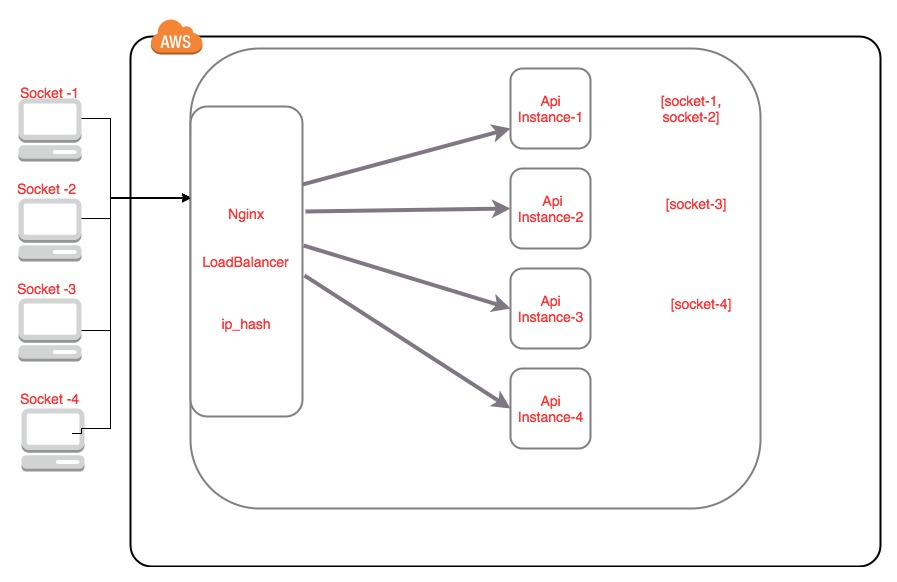 AWS
Socket -1
Socket -2
Socket -3
Socket -4
Nginx
LoadBalancer
ip_hash
Api
Instance-1
[socket-1,
socket-2]
Api
Instance-2
[socket-3]
Api
Instance-3
[socket-4]
Api
Instance-4